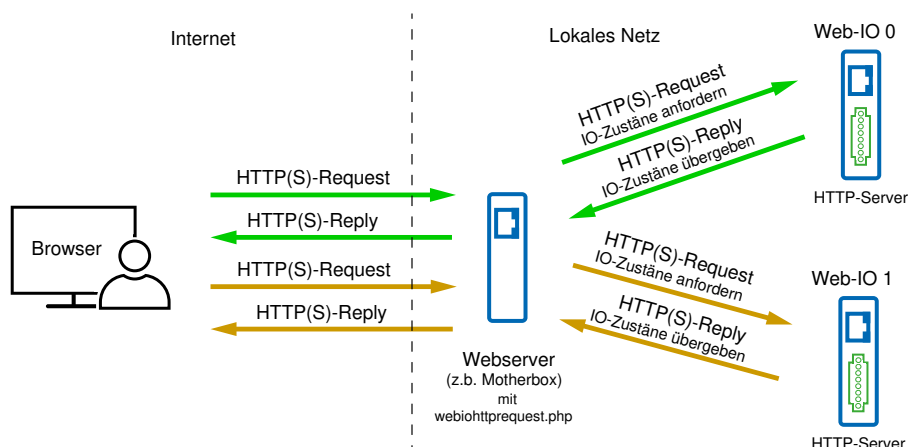 Internet
Lokales Netz
Web-IO 0
HTTP(S)-Request
IO-Zustäne anfordern
HTTP(S)-Reply
IO-Zustäne übergeben
HTTP-Server
HTTP(S)-Request
HTTP(S)-Reply
Browser
HTTP(S)-Request
HTTP(S)-Reply
HTTP(S)-Request
IO-Zustäne anfordern
HTTP(S)-Reply
IO-Zustäne übergeben
Web-IO 1
Webserver
(z.b. Motherbox)
mit
webiohttprequest.php
HTTP-Server